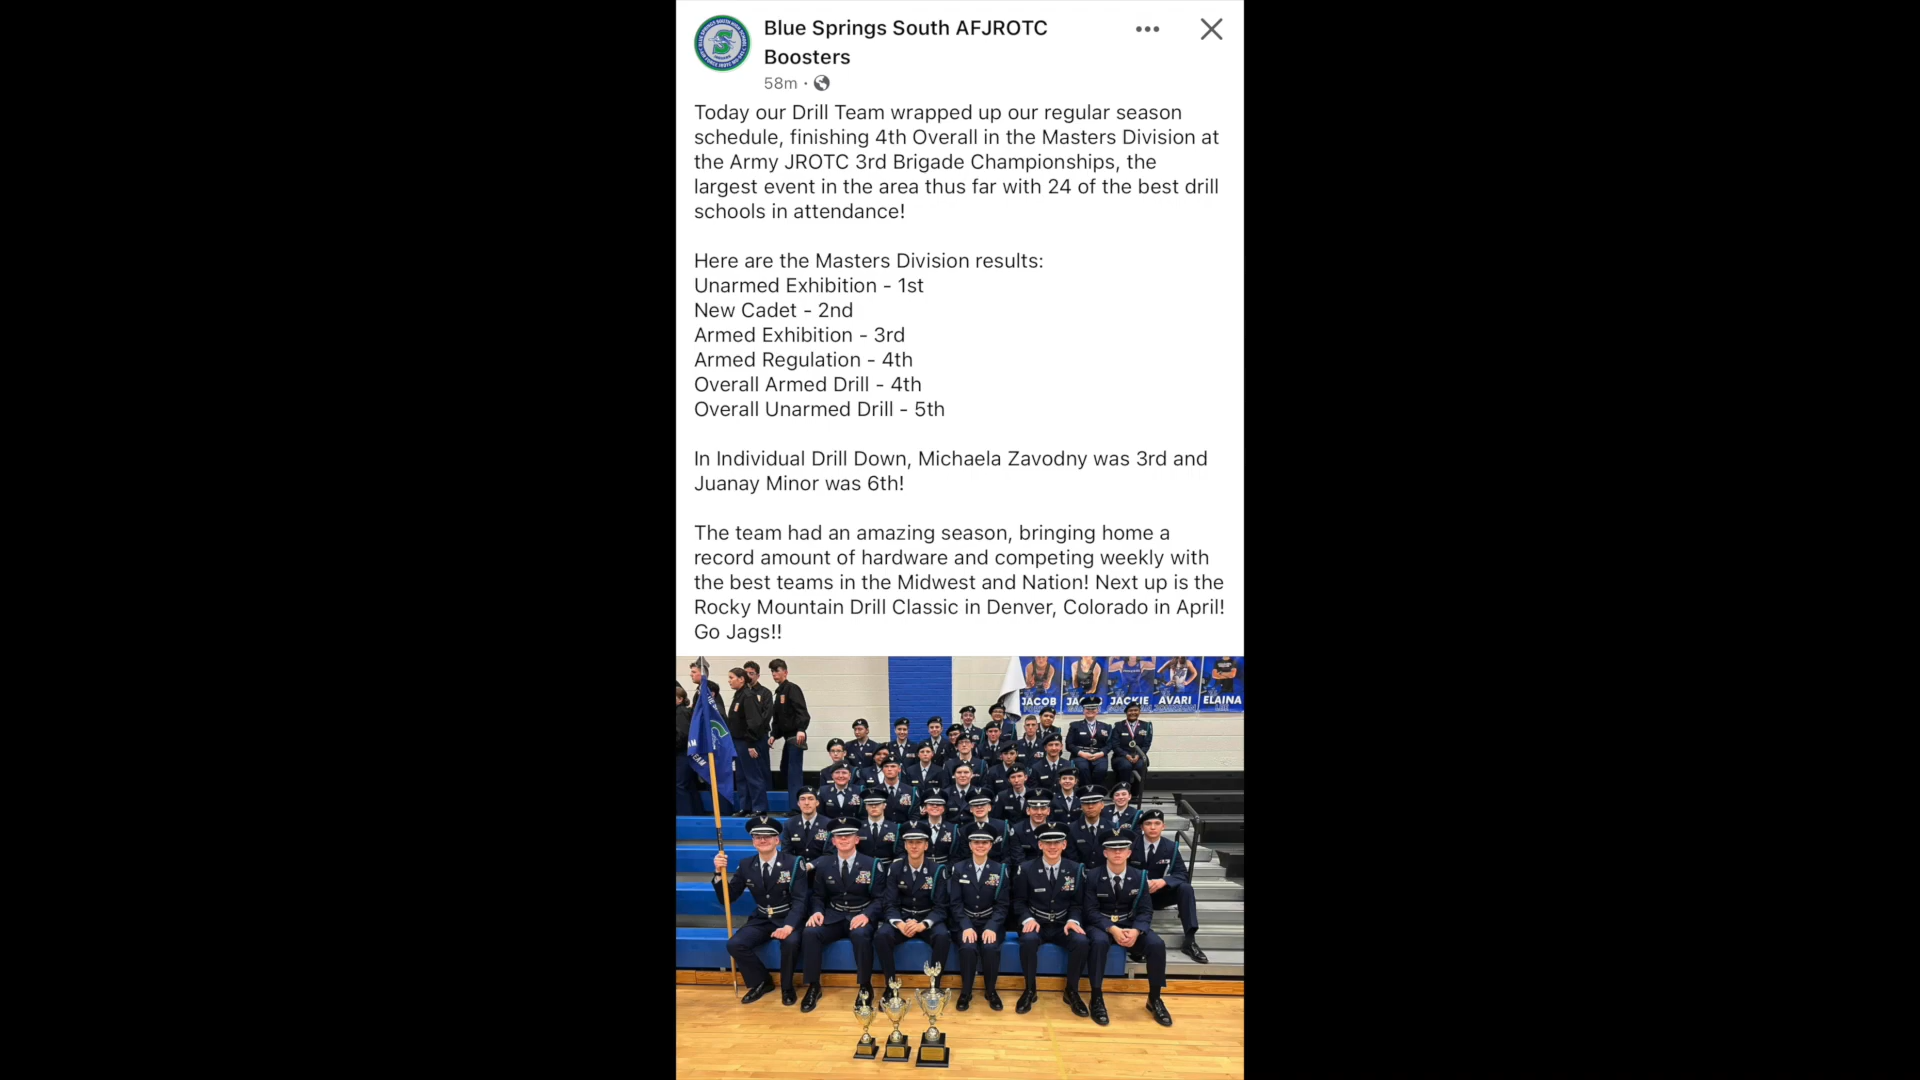 Blue Springs South AFJROTC
Boosters
58m ·
Today our Drill Team wrapped up our regular season
schedule, finishing 4th Overall in the Masters Division at
the Army JROTC 3rd Brigade Championships, the
largest event in the area thus far with 24 of the best drill
schools in attendance!
Here are the Masters Division results:
Unarmed Exhibition - 1st
New Cadet - 2nd
Armed Exhibition - 3rd
Armed Regulation - 4th
Overall Armed Drill - 4th
Overall Unarmed Drill - 5th
In Individual Drill Down, Michaela Zavodny was 3rd and
Juanay Minor was 6th!
The team had an amazing season, bringing home a
record amount of hardware and competing weekly with
the best teams in the Midwest and Nation! Next up is the
Rocky Mountain Drill Classic in Denver, Colorado in April!
Go Jags!!
JACOB JACKIE AVARI ELAINA
TEAM